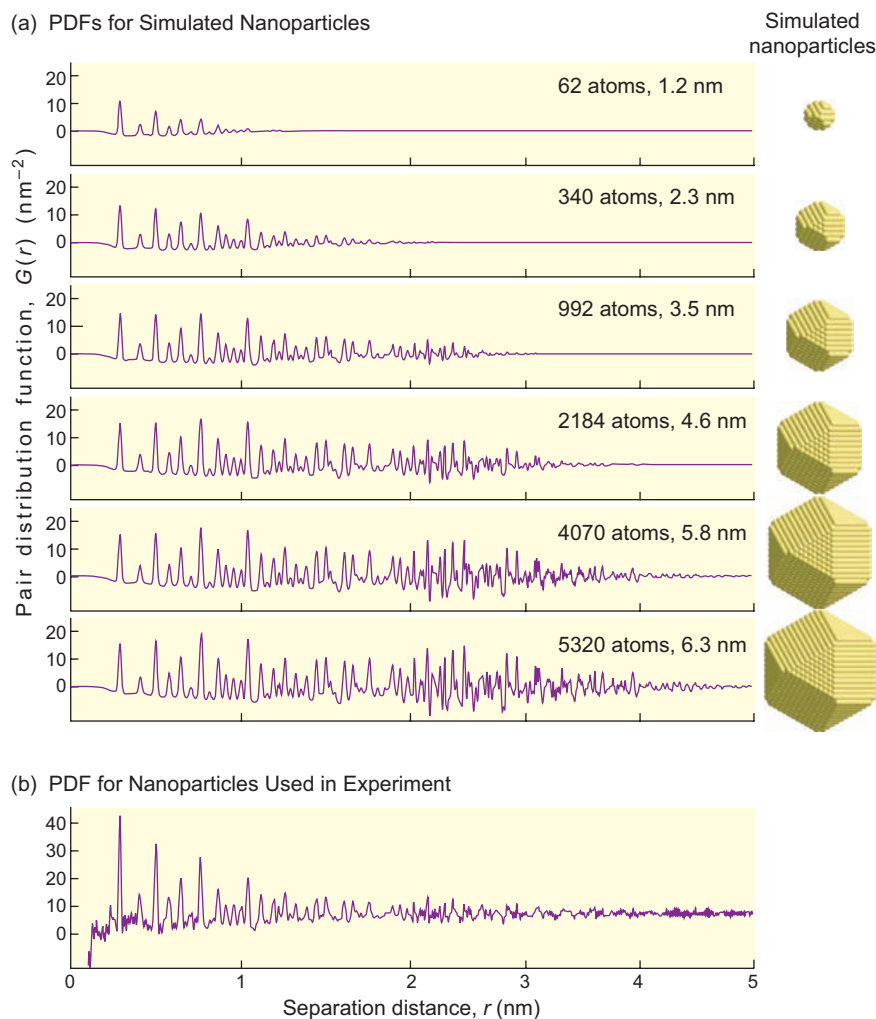 (a) PDFs for Simulated Nanoparticles
Simulated
nanoparticles
Pair distribution function, G(r) (nm⁻²)
20
10
0
62 atoms, 1.2 nm
20
10
0
340 atoms, 2.3 nm
20
10
0
992 atoms, 3.5 nm
20
10
0
2184 atoms, 4.6 nm
20
10
0
4070 atoms, 5.8 nm
20
10
0
5320 atoms, 6.3 nm
(b) PDF for Nanoparticles Used in Experiment
40
30
20
10
0
0 1 2 3 4 5
Separation distance, r (nm)